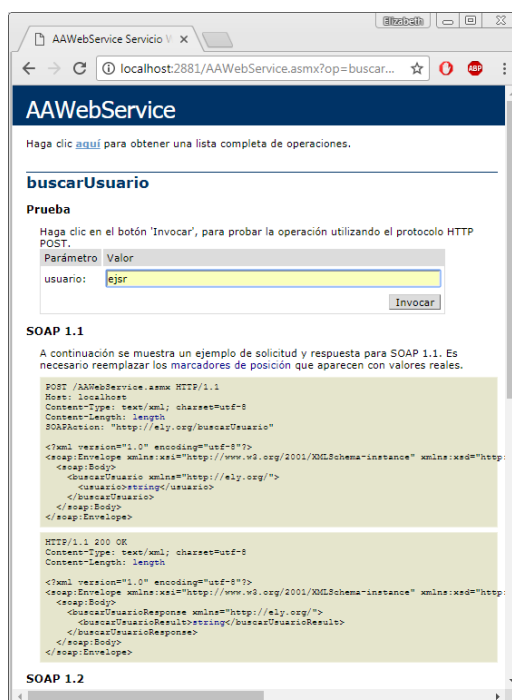 Elizabeth
AAWebService Servicio W
localhost:2881/AAWebService.asmx?op=buscar...
ABP
AAWebService
Haga clic aquí para obtener una lista completa de operaciones.
buscarUsuario
Prueba
Haga clic en el botón 'Invocar', para probar la operación utilizando el protocolo HTTP
POST.
Parámetro Valor
usuario: ejsr
Invocar
SOAP 1.1
A continuación se muestra un ejemplo de solicitud y respuesta para SOAP 1.1. Es
necesario reemplazar los marcadores de posición que aparecen con valores reales.
POST /AAWebService.asmx HTTP/1.1
Host: localhost
Content-Type: text/xml; charset=utf-8
Content-Length: length
SOAPAction: "http://ely.org/buscarUsuario"
<?xml version="1.0" encoding="utf-8"?>
<soap:Envelope xmlns:xsi="http://www.w3.org/2001/XMLSchema-instance" xmlns:xsd="http:
<soap:Body>
<buscarUsuario xmlns="http://ely.org/">
<usuario>string</usuario>
</buscarUsuario>
</soap:Body>
</soap:Envelope>
HTTP/1.1 200 OK
Content-Type: text/xml; charset=utf-8
Content-Length: length
<?xml version="1.0" encoding="utf-8"?>
<soap:Envelope xmlns:xsi="http://www.w3.org/2001/XMLSchema-instance" xmlns:xsd="http:
<soap:Body>
<buscarUsuarioResponse xmlns="http://ely.org/">
<buscarUsuarioResult>string</buscarUsuarioResult>
</buscarUsuarioResponse>
</soap:Body>
</soap:Envelope>
SOAP 1.2